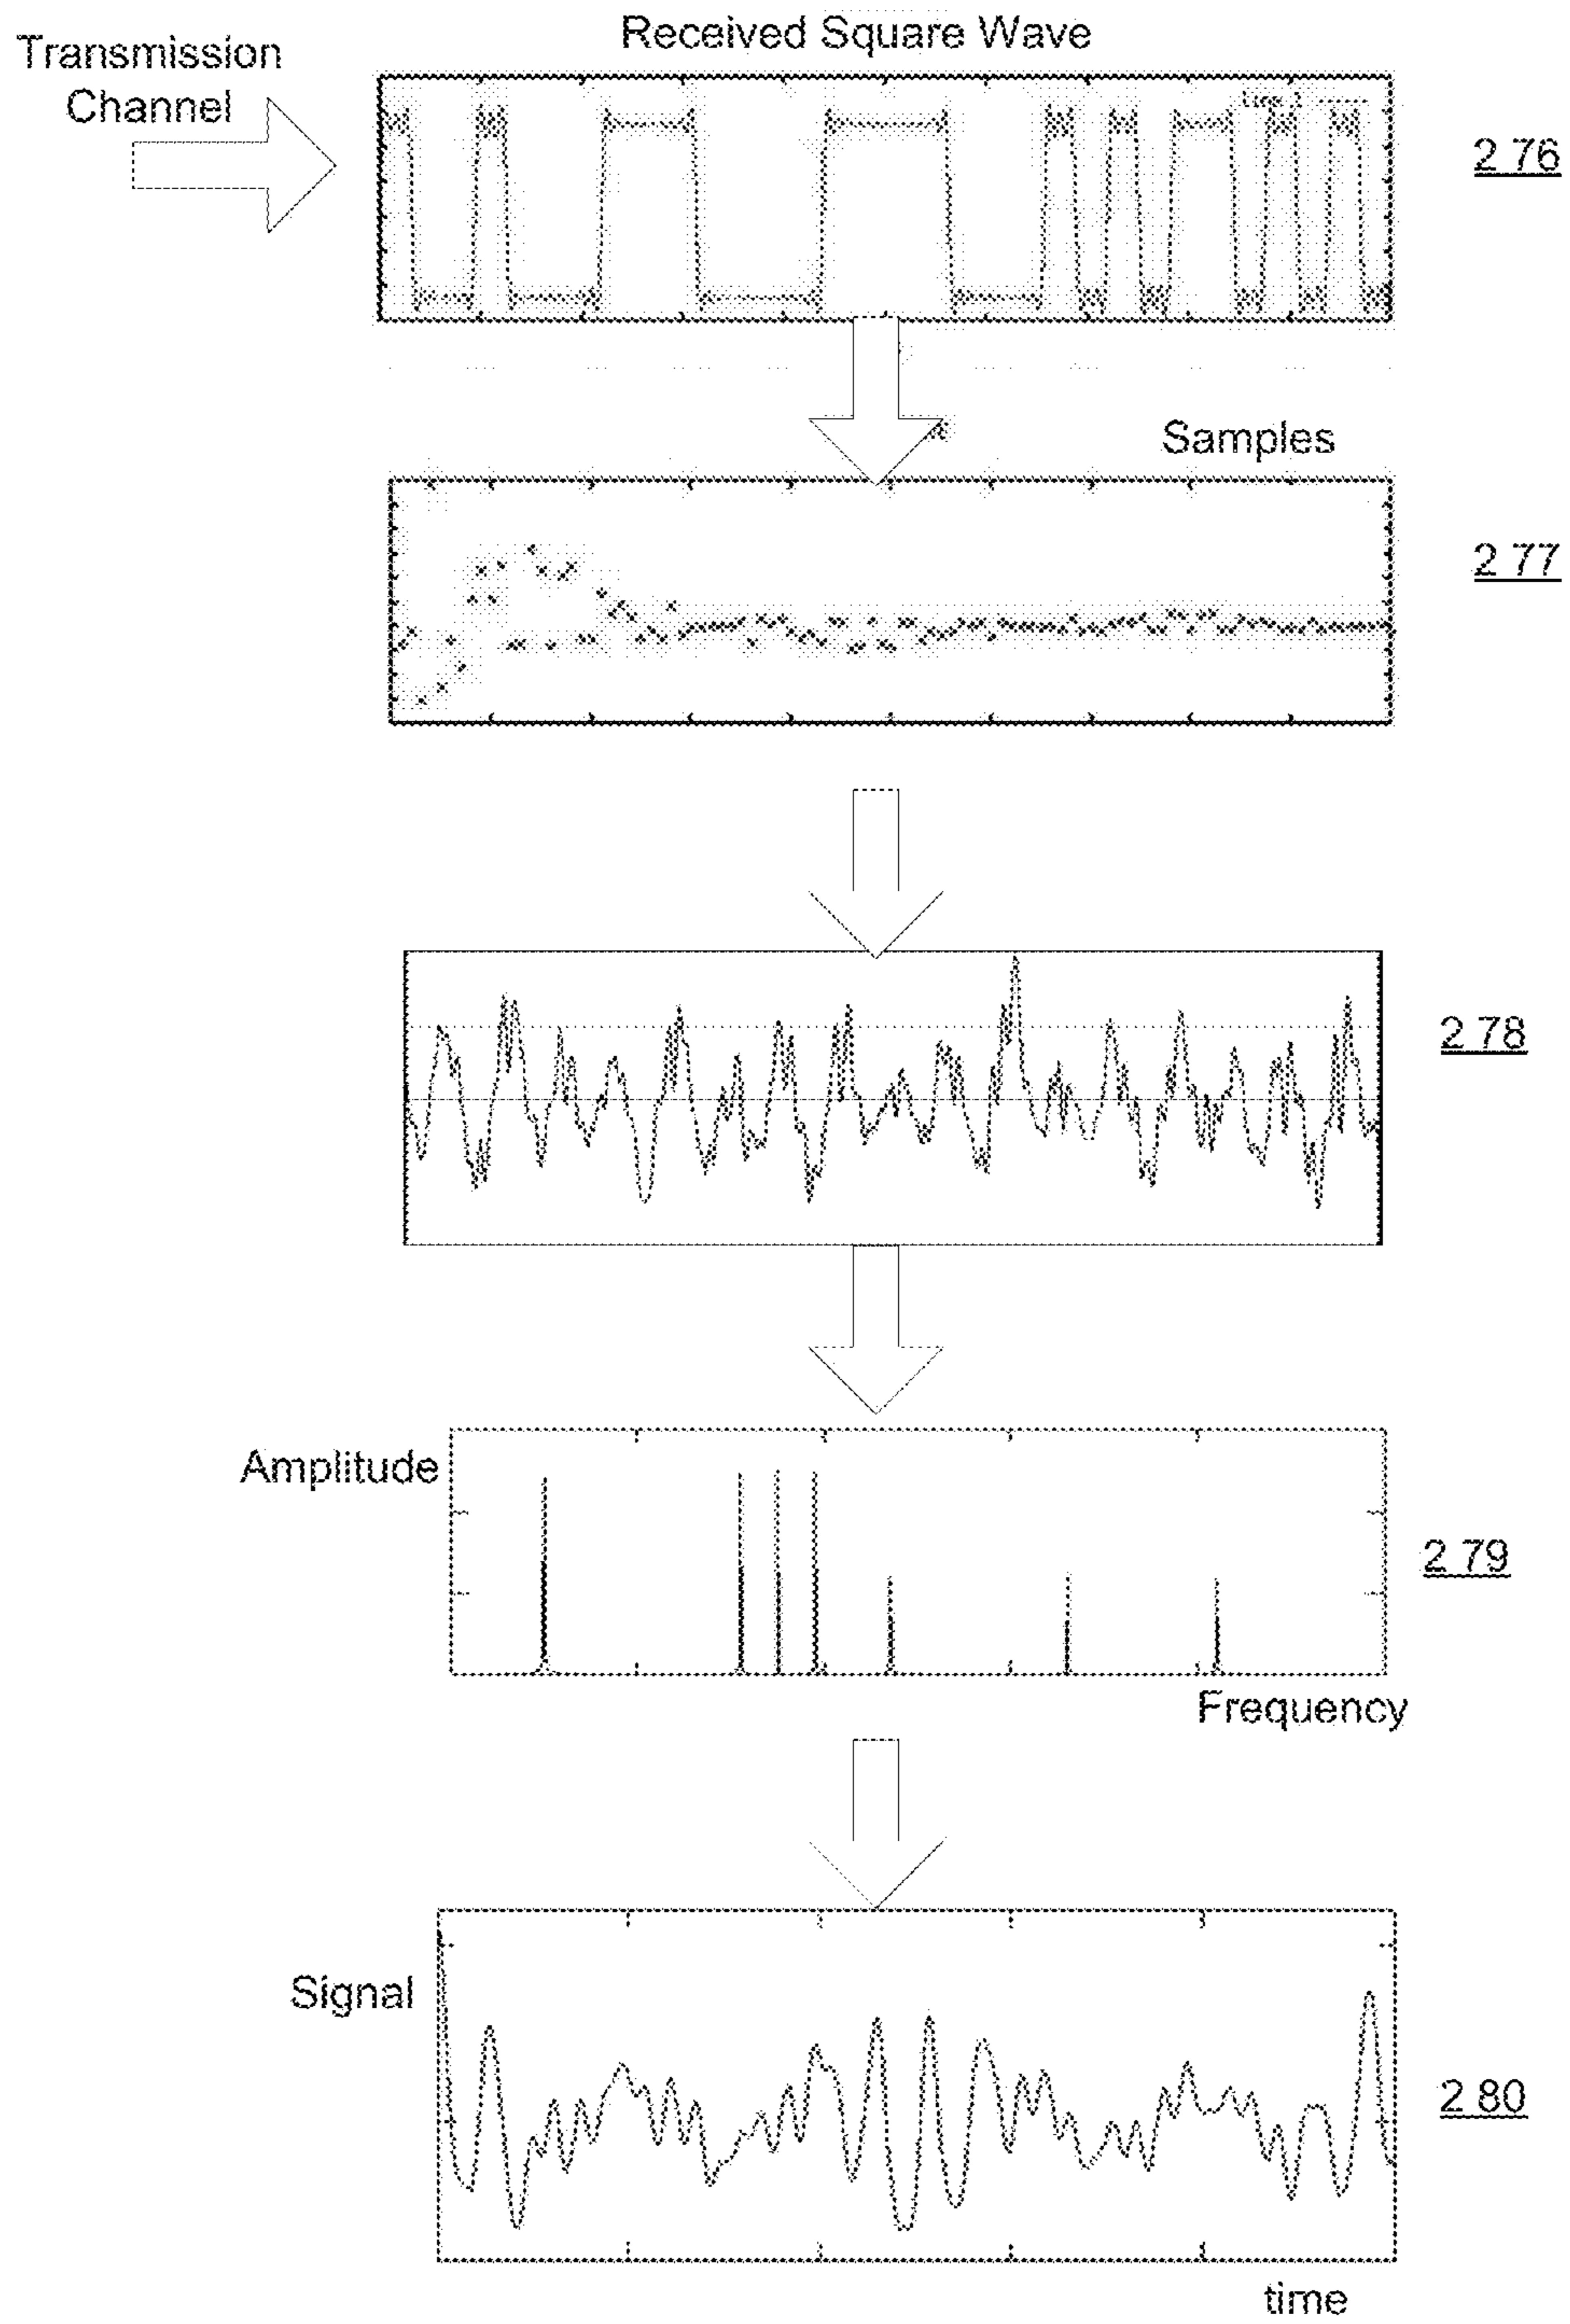 Received Square Wave
Transmission
Channel
2 76
Samples
2 77
2 78
Amplitude
2 79
Frequency
Signal
2 80
time